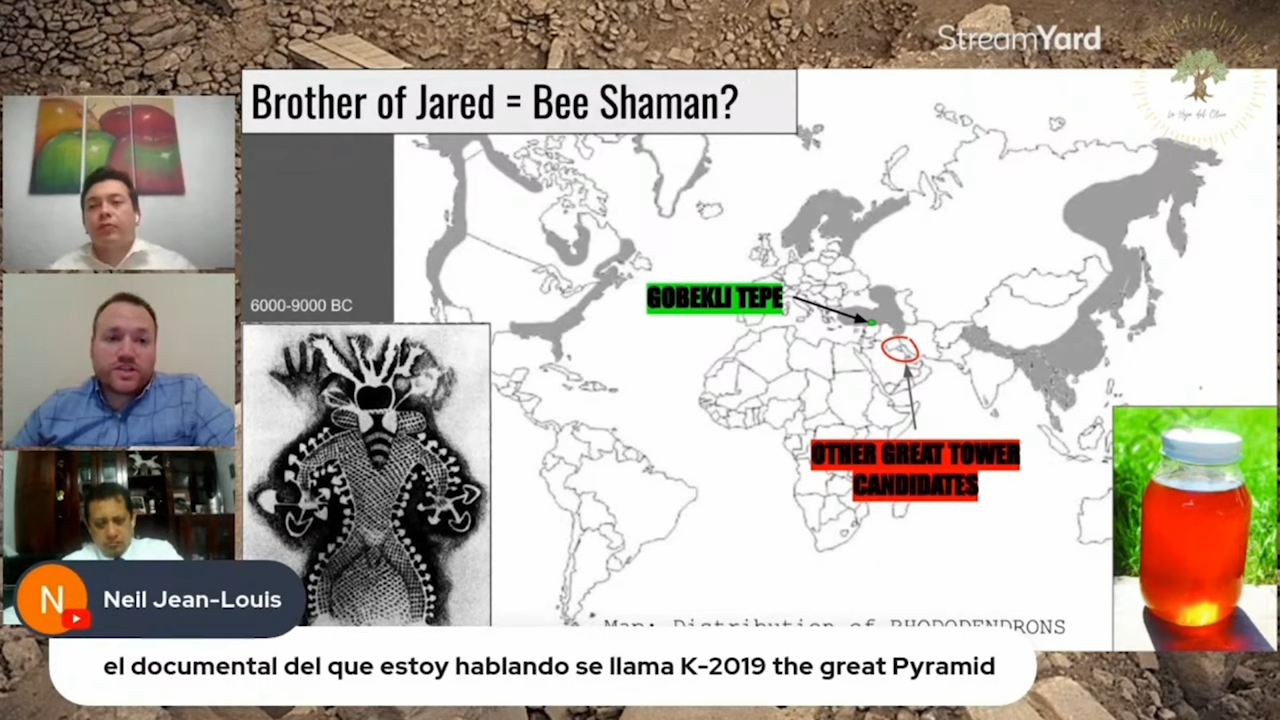 StreamYard
Brother of Jared = Bee Shaman?
6000-9000 BC
GOBEKLI TEPE
OTHER GREAT TOWER
CANDIDATES
Map: Distribution of RHODODENDRONS
N
Neil Jean-Louis
el documental del que estoy hablando se llama K-2019 the great Pyramid